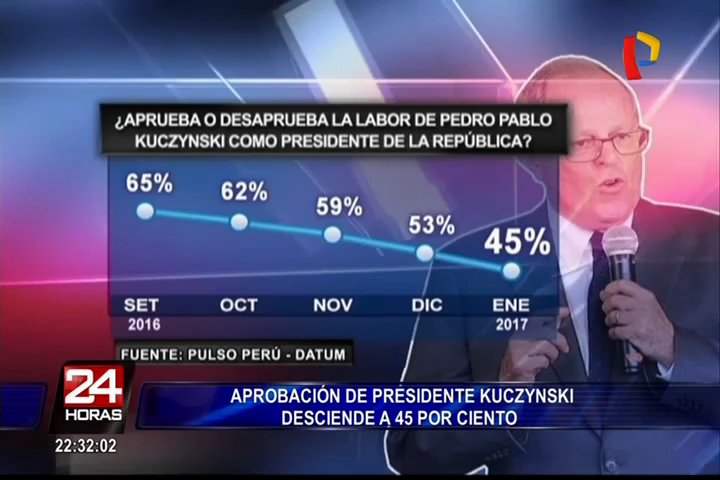 ¿APRUEBA O DESAPRUEBA LA LABOR DE PEDRO PABLO
KUCZYNSKI COMO PRESIDENTE DE LA REPÚBLICA?
65%
62%
59%
53%
45%
SET
2016
OCT
NOV
DIC
ENE
2017
FUENTE: PULSO PERÚ - DATUM
24
HORAS
APROBACIÓN DE PRESIDENTE KUCZYNSKI
DESCIENDE A 45 POR CIENTO
22:32:02